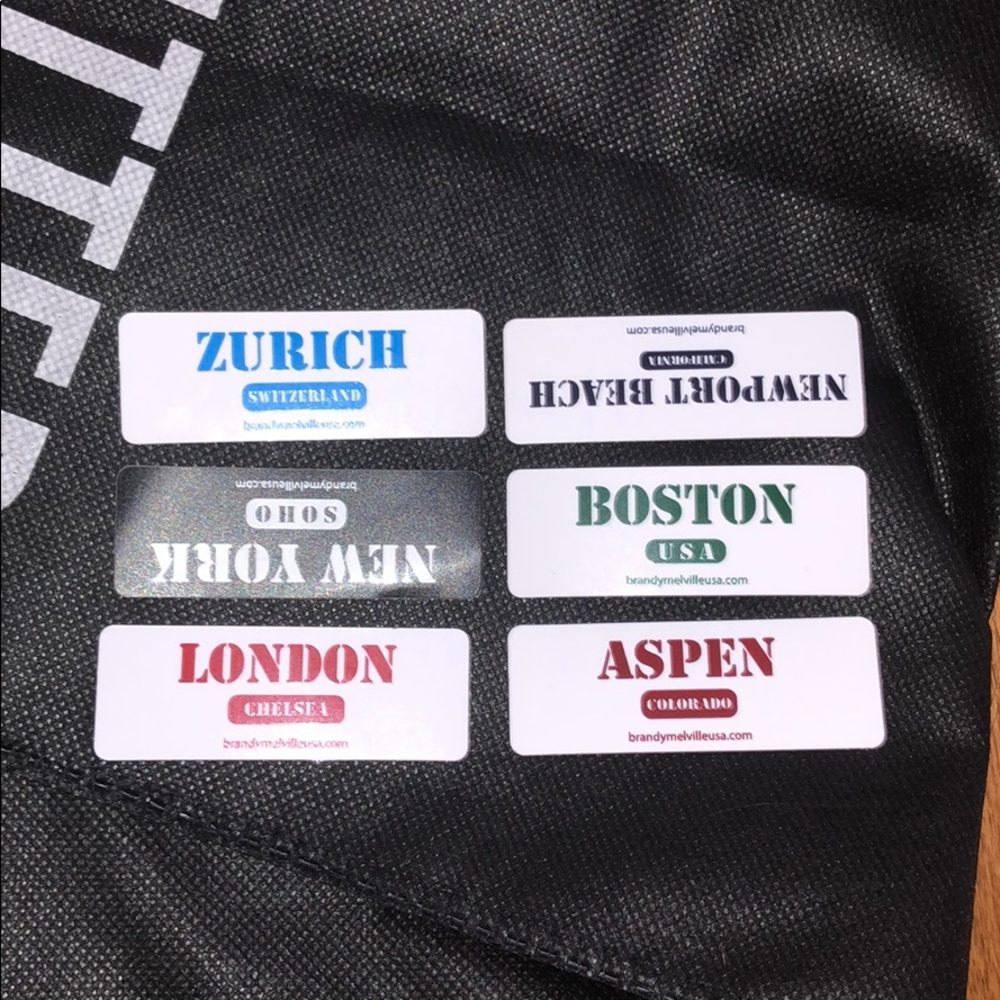 ZURICH
SWITZERLAND
brandymelvilleusa.com
NEWPORT BEACH
CALIFORNIA
brandymelvilleusa.com
NEW YORK
SOHO
brandymelvilleusa.com
BOSTON
USA
brandymelvilleusa.com
LONDON
CHELSEA
brandymelvilleusa.com
ASPEN
COLORADO
brandymelvilleusa.com